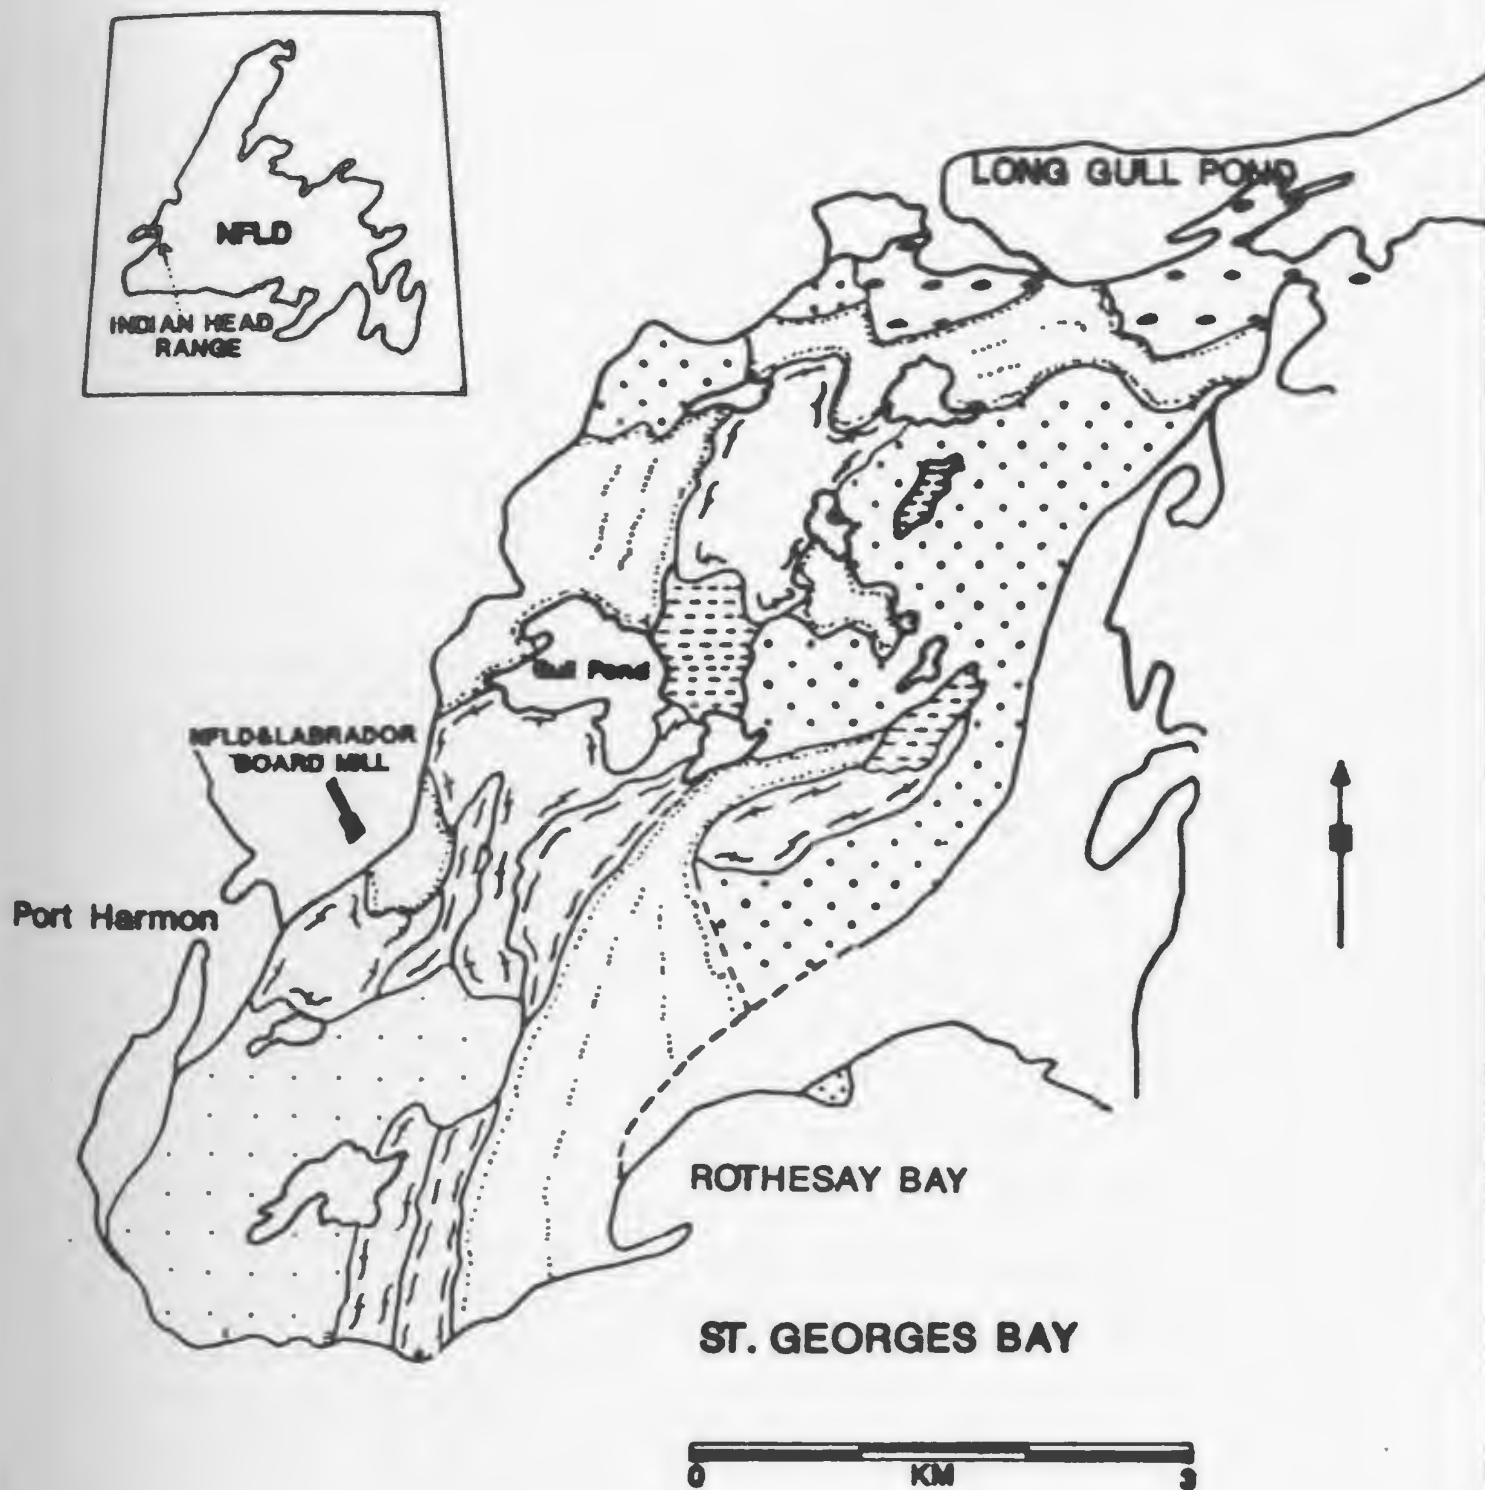 NFLD
INDIAN HEAD
RANGE
LONG GULL POND
Gull Pond
NFLD&LABRADOR
BOARD MILL
Port Harmon
ROTHESAY BAY
ST. GEORGES BAY
0 KM 3